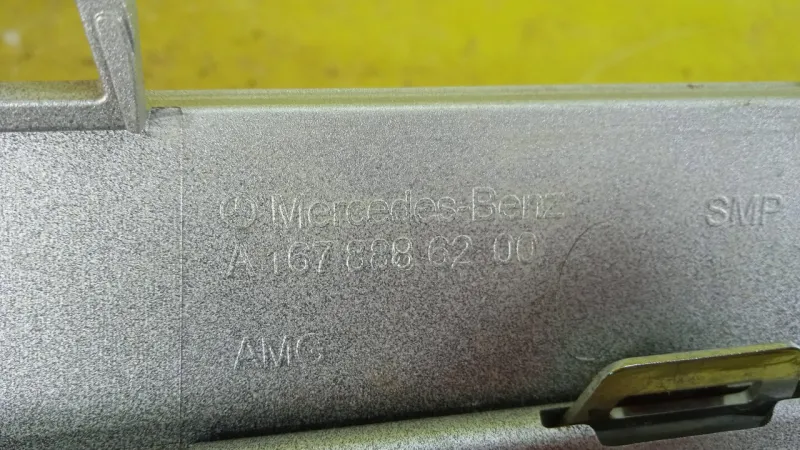 Mercedes-Benz
SMP
A 167 888 62 00
AMG